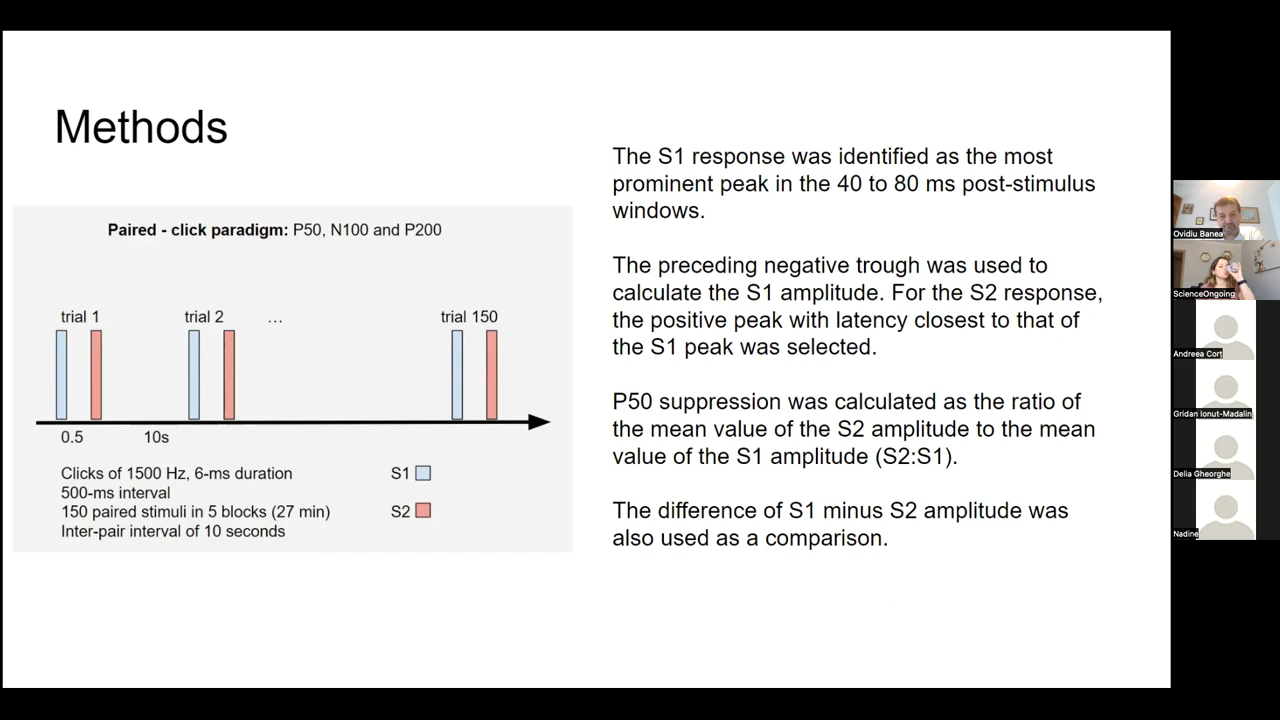 Methods
Paired - click paradigm: P50, N100 and P200
trial 1
trial 2
...
trial 150
0.5
10s
Clicks of 1500 Hz, 6-ms duration
500-ms interval
150 paired stimuli in 5 blocks (27 min)
Inter-pair interval of 10 seconds
S1
S2
The S1 response was identified as the most
prominent peak in the 40 to 80 ms post-stimulus
windows.
The preceding negative trough was used to
calculate the S1 amplitude. For the S2 response,
the positive peak with latency closest to that of
the S1 peak was selected.
P50 suppression was calculated as the ratio of
the mean value of the S2 amplitude to the mean
value of the S1 amplitude (S2:S1).
The difference of S1 minus S2 amplitude was
also used as a comparison.
Ovidiu Banea
ScienceOngoing
Andreea Corț
Gridan Ionut-Madalin
Delia Gheorghe
Nadine